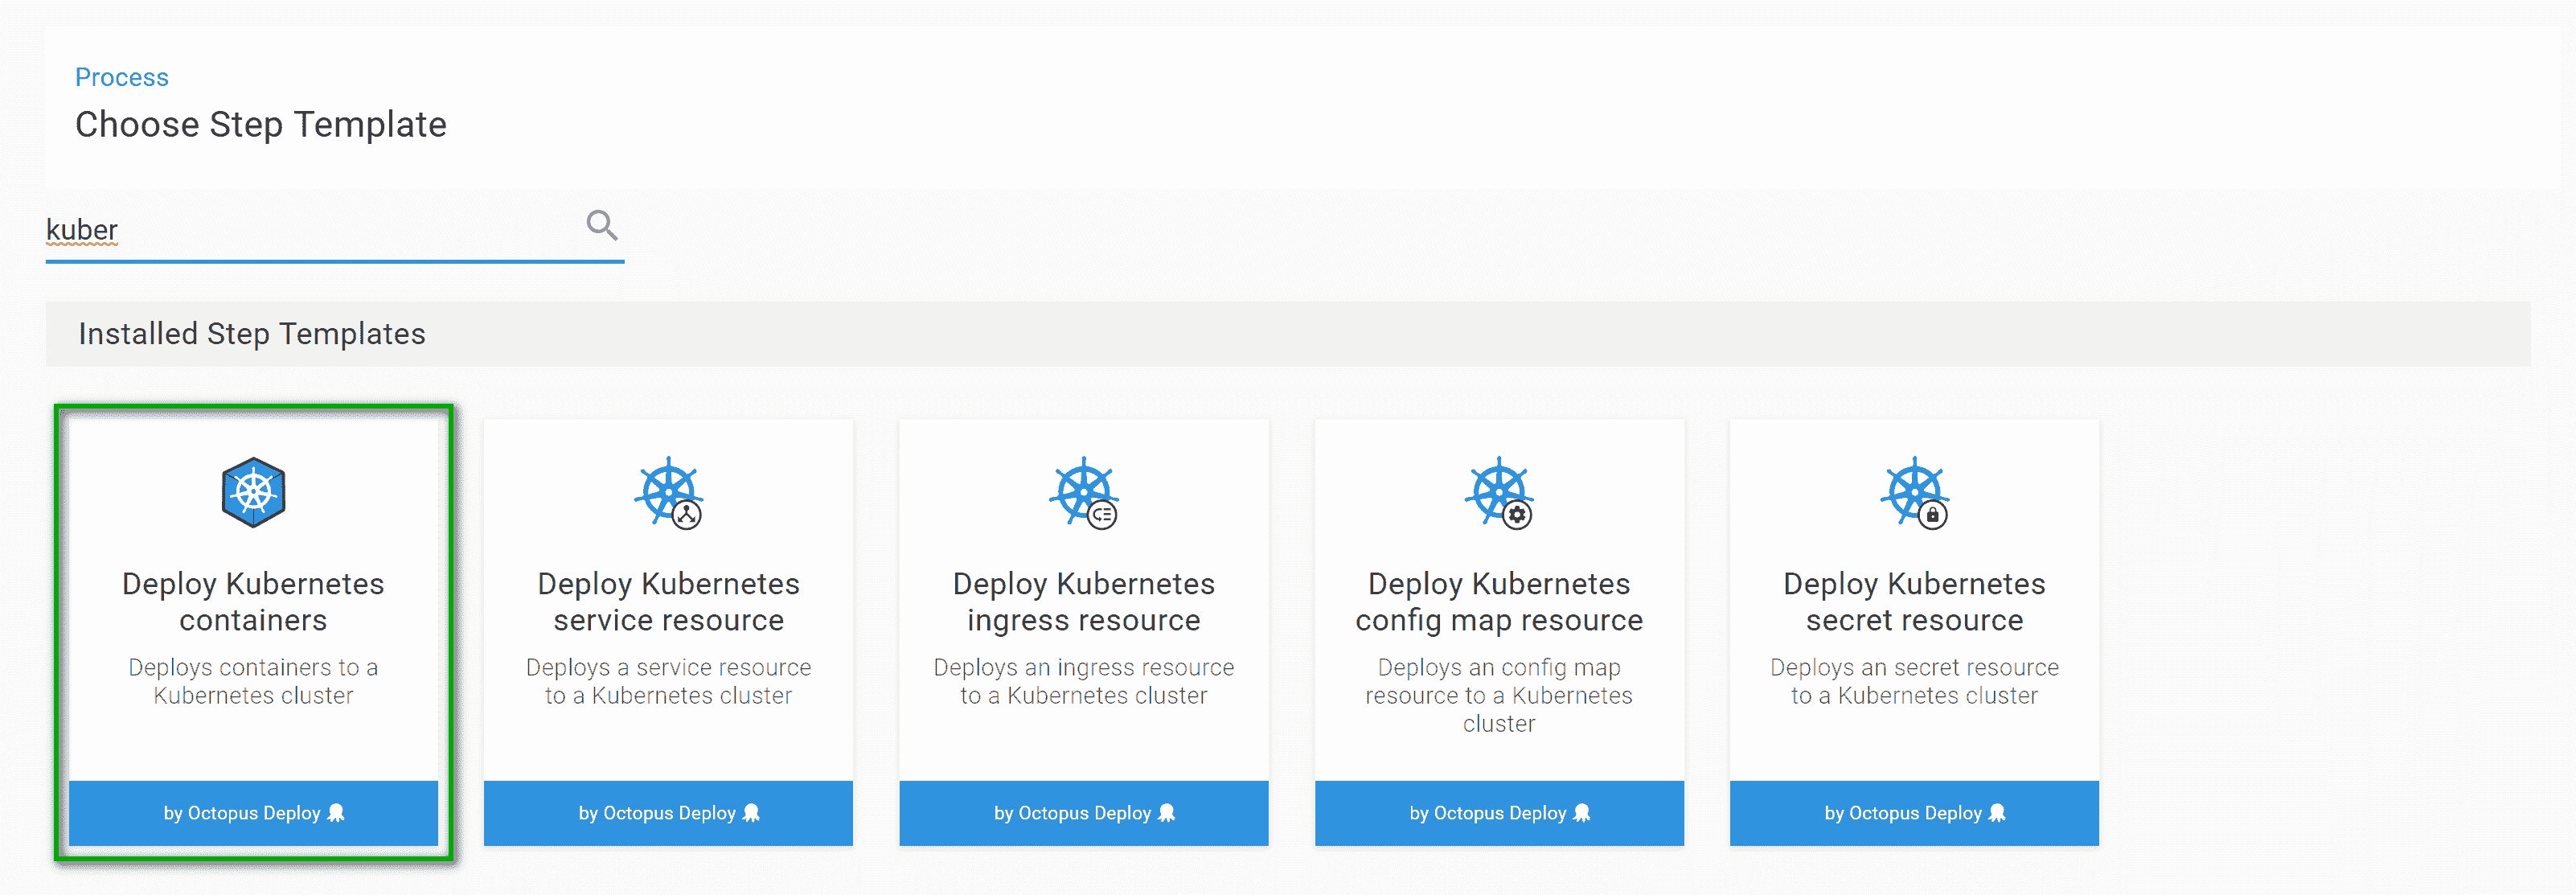 Process
Choose Step Template
kuber
Installed Step Templates
Deploy Kubernetes
containers
Deploys containers to a
Kubernetes cluster
by Octopus Deploy
Deploy Kubernetes
service resource
Deploys a service resource
to a Kubernetes cluster
by Octopus Deploy
Deploy Kubernetes
ingress resource
Deploys an ingress resource
to a Kubernetes cluster
by Octopus Deploy
Deploy Kubernetes
config map resource
Deploys an config map
resource to a Kubernetes
cluster
by Octopus Deploy
Deploy Kubernetes
secret resource
Deploys an secret resource
to a Kubernetes cluster
by Octopus Deploy